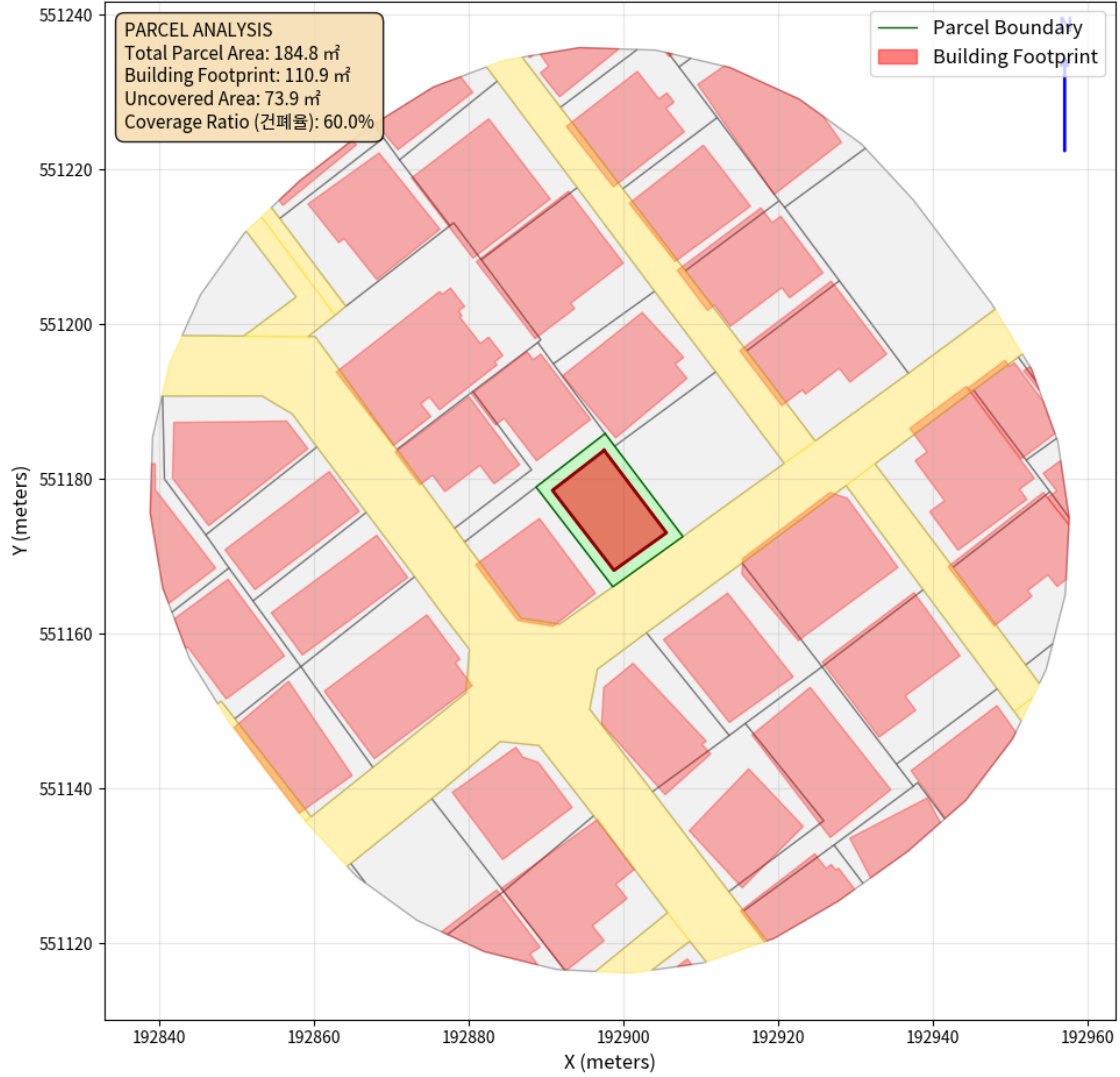 PARCEL ANALYSIS
Total Parcel Area: 184.8 ㎡
Building Footprint: 110.9 ㎡
Uncovered Area: 73.9 ㎡
Coverage Ratio (건폐율): 60.0%
Parcel Boundary
Building Footprint
N
551240
551220
551200
551180
551160
551140
551120
Y (meters)
192840
192860
192880
192900
192920
192940
192960
X (meters)